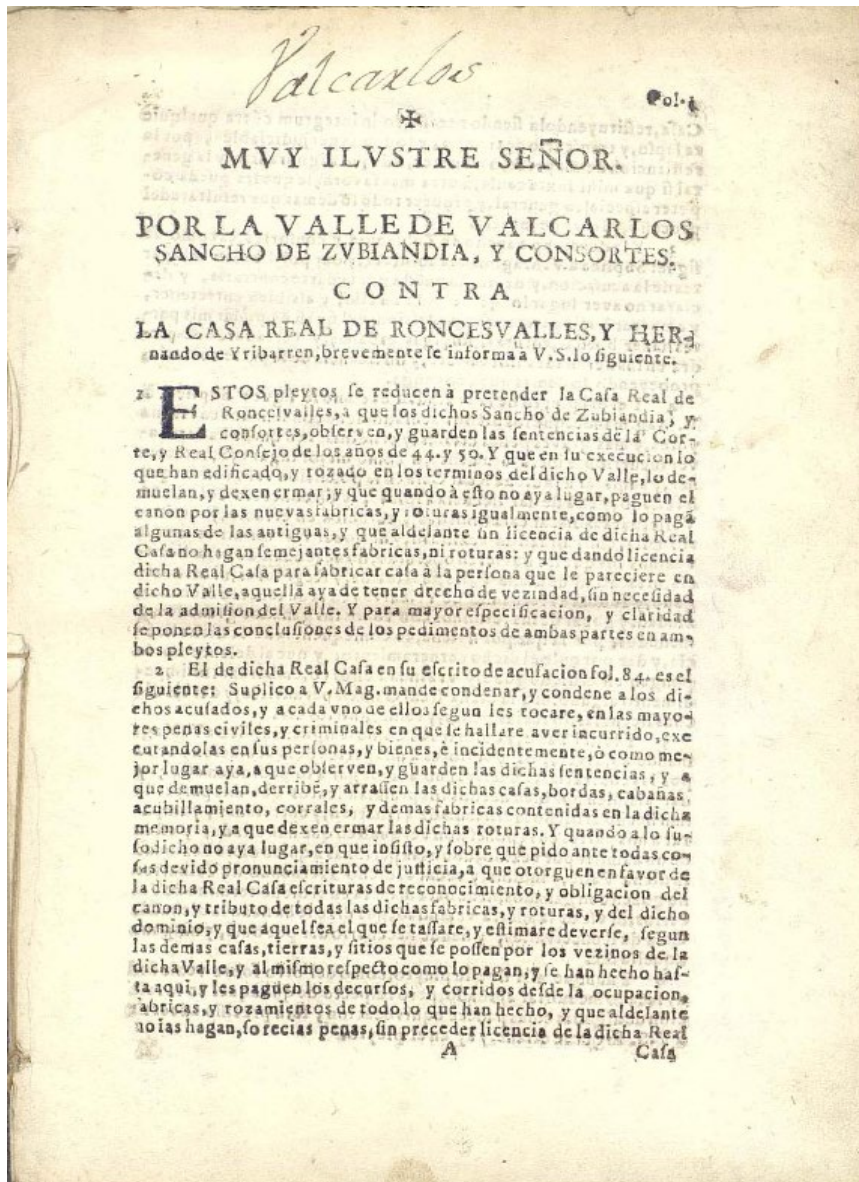 Valcarlos
Fol. 1
✠
MVY ILVSTRE SEÑOR.
POR LA VALLE DE VALCARLOS
SANCHO DE ZVBIANDIA, Y CONSORTES.
CONTRA
LA CASA REAL DE RONCESVALLES, Y HER-
nando de Yribarren, brevemente ſe informa a V. S. lo ſiguiente.
1 ESTOS pleytos ſe reducen à pretender la Caſa Real de
Roncesvalles, a que los dichos Sancho de Zubiandia, y
conſortes, obſerven, y guarden las ſentencias de la Cor-
te, y Real Conſejo de los años de 44. y 50. Y que en ſu execucion lo
que han edificado, y rozado en los terminos del dicho Valle, lo de-
muelan, y dexen ermar; y que quando à eſto no aya lugar, paguen el
canon por las nuevas fabricas, y roturas igualmente, como lo pagã
algunas de las antiguas, y que aldelante ſin licencia de dicha Real
Caſa no hagan ſemejantes fabricas, ni roturas: y que dando licencia
dicha Real Caſa para fabricar caſa à la perſona que le pareciere en
dicho Valle, aquella aya de tener drecho de vezindad, ſin neceſidad
de la admiſion del Valle. Y para mayor eſpecificacion, y claridad
ſe ponen las concluſiones de los pedimentos de ambas partes en am-
bos pleytos.
2 El de dicha Real Caſa en ſu eſcrito de acuſacion fol. 84. es el
ſiguiente: Suplico a V. Mag. mande condenar, y condene a los di-
chos acuſados, y a cada vno de ellos ſegun les tocare, en las mayo-
res penas civiles, y criminales en que ſe hallare aver incurrido, exe
cutandolas en ſus perſonas, y bienes, è incidentemente, ò como me-
jor lugar aya, a que obſerven, y guarden las dichas ſentencias, y a
que demuelan, derribẽ, y arraſſen las dichas caſas, bordas, cabañas,
acubillamiento, corrales, y demas fabricas contenidas en la dicha
memoria, y a que dexen ermar las dichas roturas. Y quando a lo ſu-
ſodicho no aya lugar, en que inſiſto, y ſobre que pido ante todas co-
ſas devido pronunciamiento de juſticia, a que otorguen en favor de
la dicha Real Caſa eſcrituras de reconocimiento, y obligacion del
canon, y tributo de todas las dichas fabricas, y roturas, y del dicho
dominio, y que aquel ſea el que ſe taſſare, y eſtimare deverſe, ſegun
las demas caſas, tierras, y ſitios que ſe poſſen por los vezinos de la
dicha Valle, y al miſmo reſpecto como lo pagan, y ſe han hecho haſ-
ta aqui, y les paguen los decurſos, y corridos deſde la ocupacion,
fabricas, y rozamientos de todo lo que han hecho, y que aldelante
no las hagan, ſo recias penas, ſin preceder licencia de la dicha Real
A Caſa